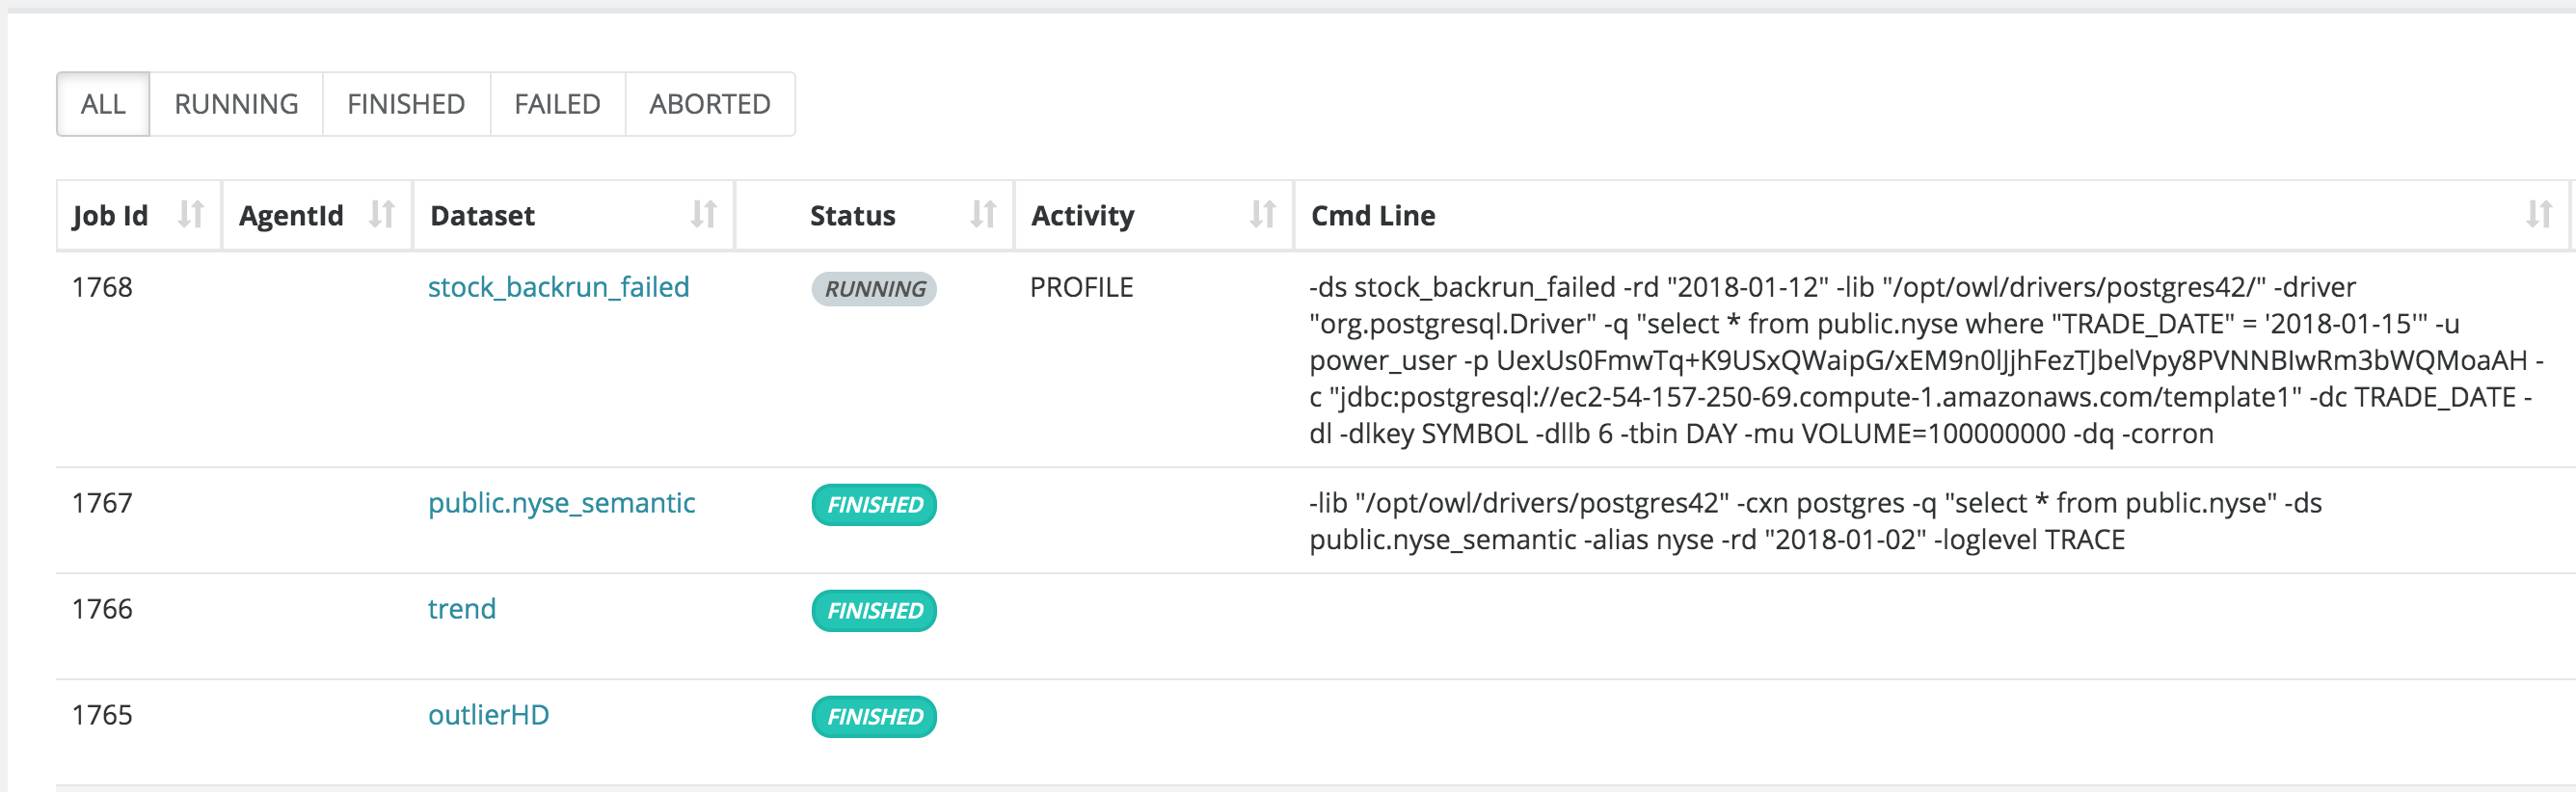 ALL RUNNING FINISHED FAILED ABORTED
Job Id AgentId Dataset Status Activity Cmd Line
1768 stock_backrun_failed RUNNING PROFILE -ds stock_backrun_failed -rd "2018-01-12" -lib "/opt/owl/drivers/postgres42/" -driver
"org.postgresql.Driver" -q "select * from public.nyse where "TRADE_DATE" = '2018-01-15'" -u
power_user -p UexUs0FmwTq+K9USxQWaipG/xEM9n0lJjhFezTJbelVpy8PVNNBIwRm3bWQMoaAH -
c "jdbc:postgresql://ec2-54-157-250-69.compute-1.amazonaws.com/template1" -dc TRADE_DATE -
dl -dlkey SYMBOL -dllb 6 -tbin DAY -mu VOLUME=100000000 -dq -corron
1767 public.nyse_semantic FINISHED -lib "/opt/owl/drivers/postgres42" -cxn postgres -q "select * from public.nyse" -ds
public.nyse_semantic -alias nyse -rd "2018-01-02" -loglevel TRACE
1766 trend FINISHED
1765 outlierHD FINISHED